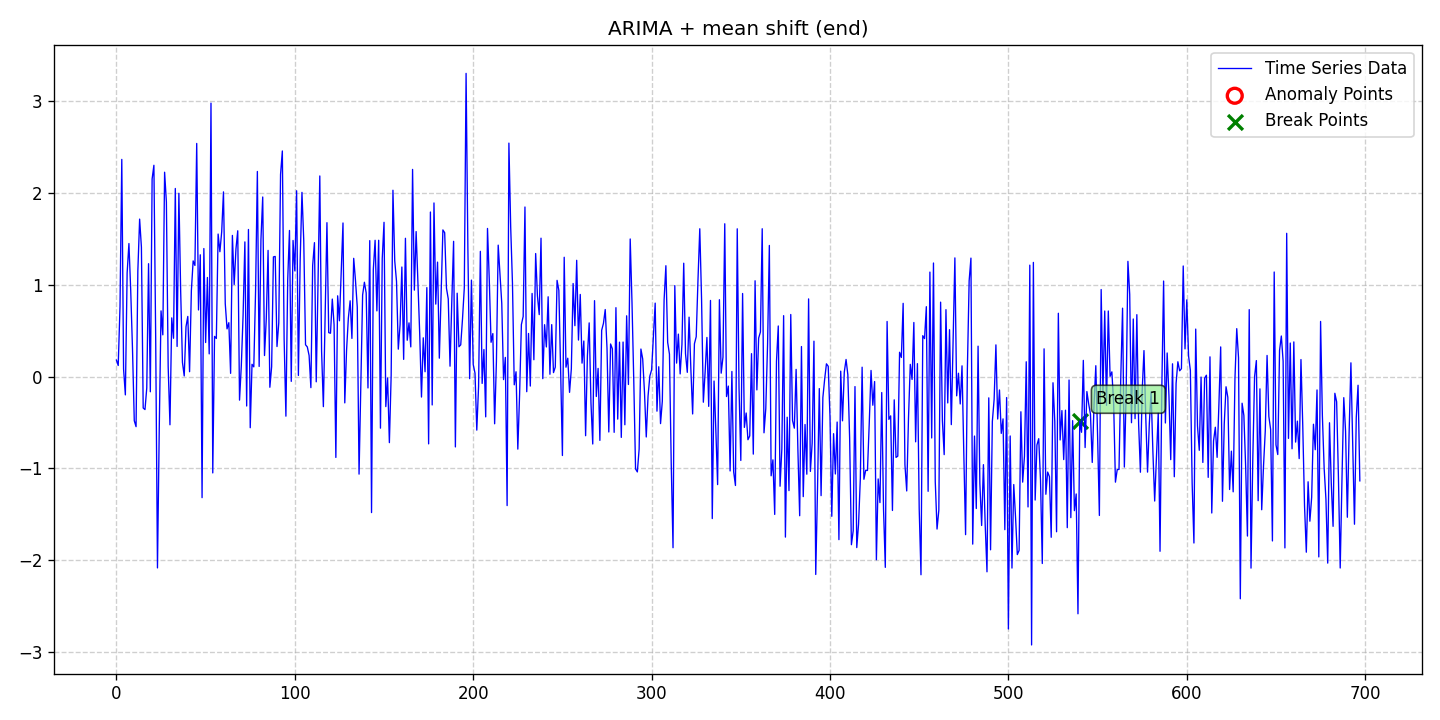 ARIMA + mean shift (end)
Time Series Data
Anomaly Points
Break Points
3
2
1
0
−1
−2
−3
Break 1
0 100 200 300 400 500 600 700